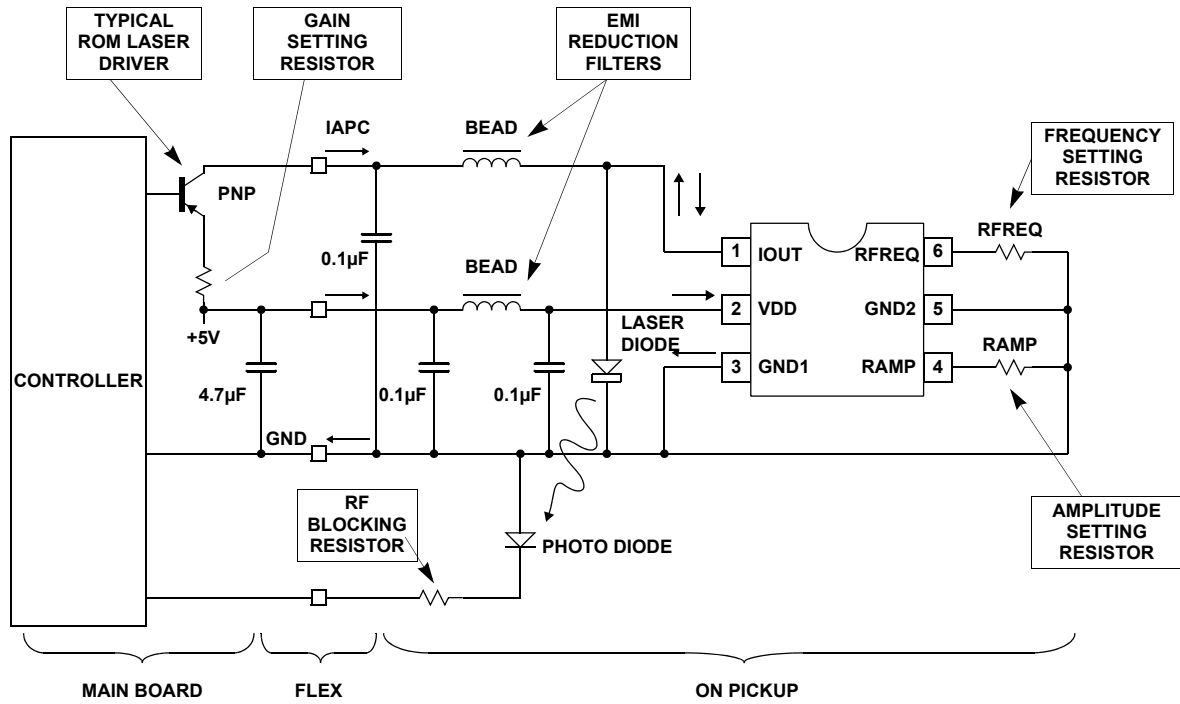 TYPICAL
ROM LASER
DRIVER
GAIN
SETTING
RESISTOR
EMI
REDUCTION
FILTERS
IAPC
BEAD
FREQUENCY
SETTING
RESISTOR
PNP
0.1µF
BEAD
1
IOUT
RFREQ
6
RFREQ
2
VDD
GND2
5
3
GND1
RAMP
4
RAMP
+5V
LASER
DIODE
CONTROLLER
4.7µF
0.1µF
0.1µF
GND
RF
BLOCKING
RESISTOR
PHOTO DIODE
AMPLITUDE
SETTING
RESISTOR
MAIN BOARD
FLEX
ON PICKUP